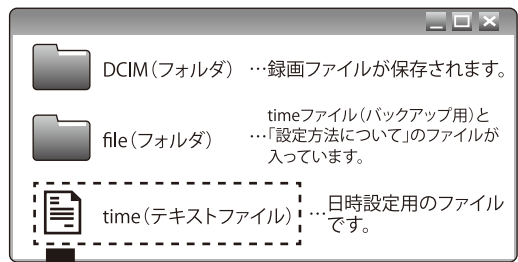 DCIM（フォルダ） …録画ファイルが保存されます。
timeファイル（バックアップ用）と
file（フォルダ） …「設定方法について」のファイルが
入っています。
time（テキストファイル） …日時設定用のファイル
です。